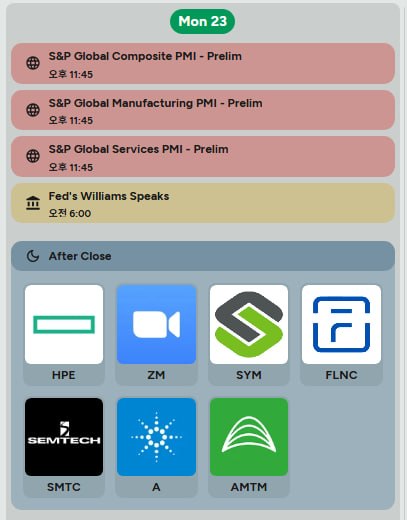 Mon 23
S&P Global Composite PMI - Prelim
오후 11:45
S&P Global Manufacturing PMI - Prelim
오후 11:45
S&P Global Services PMI - Prelim
오후 11:45
Fed's Williams Speaks
오전 6:00
After Close
HPE ZM SYM FLNC
SEMTECH
SMTC A AMTM